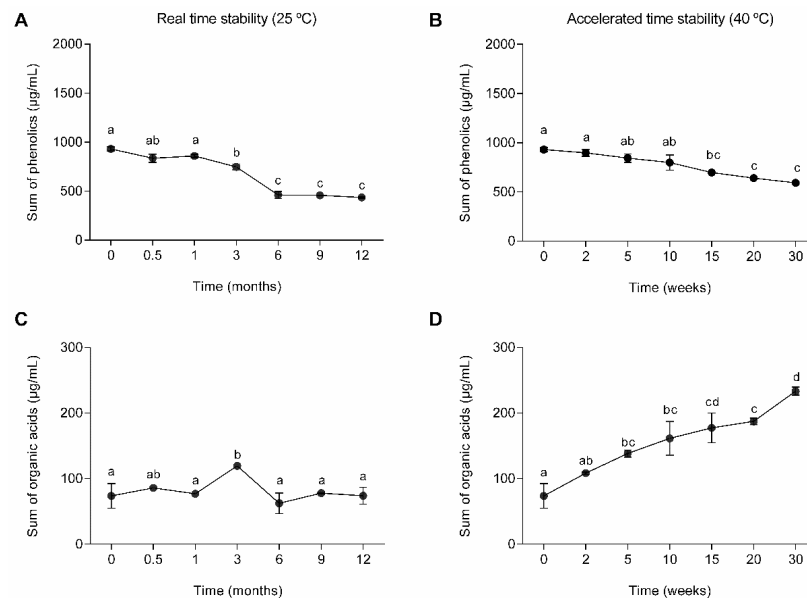 A
Real time stability (25 ºC)
Sum of phenolics (µg/mL)
2000
1500
1000
500
0
a
ab
a
b
c
c
c
0 0.5 1 3 6 9 12
Time (months)
B
Accelerated time stability (40 ºC)
Sum of phenolics (µg/mL)
2000
1500
1000
500
0
a
a
ab
ab
bc
c
c
0 2 5 10 15 20 30
Time (weeks)
C
Sum of organic acids (µg/mL)
300
200
100
0
a
ab
a
b
a
a
a
0 0.5 1 3 6 9 12
Time (months)
D
Sum of organic acids (µg/mL)
300
200
100
0
a
ab
bc
bc
cd
c
d
0 2 5 10 15 20 30
Time (weeks)